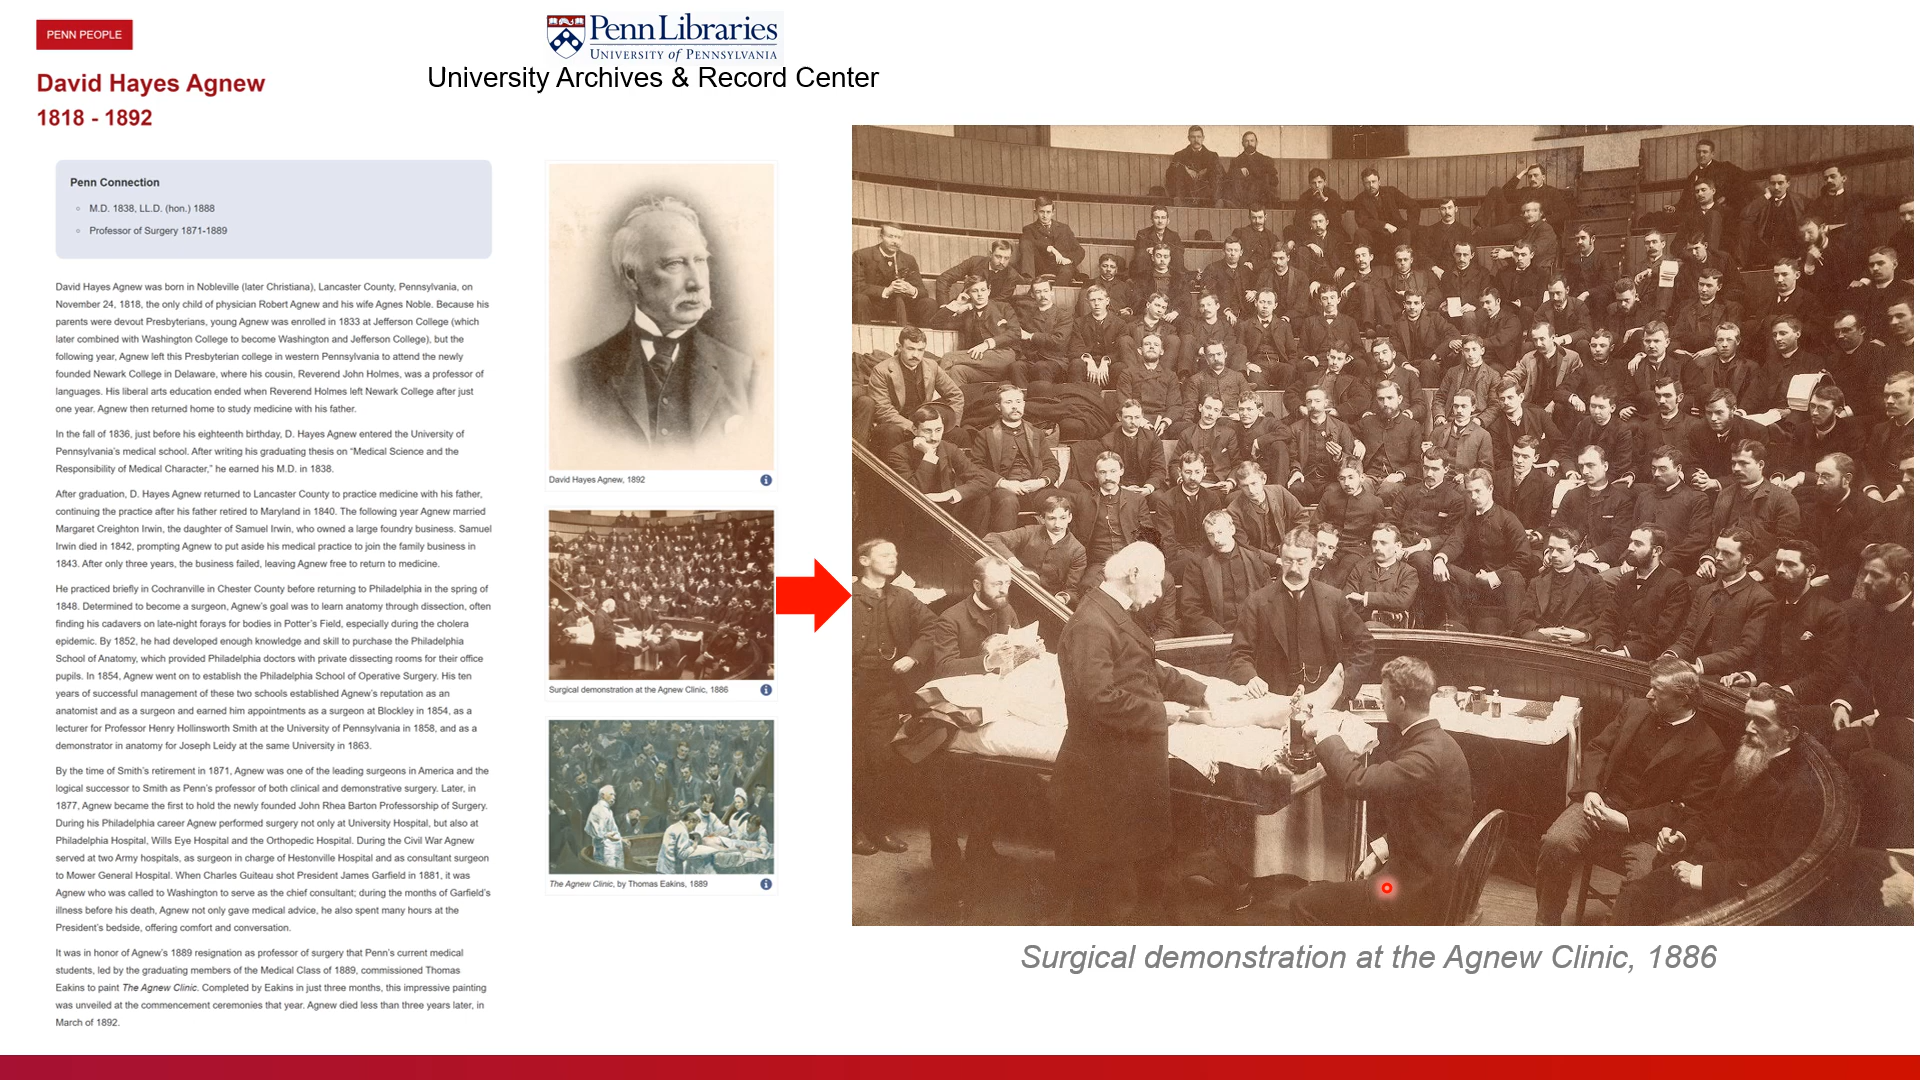 PENN PEOPLE
David Hayes Agnew
1818 - 1892
Penn Libraries
UNIVERSITY of PENNSYLVANIA
University Archives & Record Center
Penn Connection
M.D. 1838, LL.D. (hon.) 1888
Professor of Surgery 1871-1889
David Hayes Agnew was born in Nobleville (later Christiana), Lancaster County, Pennsylvania, on
November 24, 1818, the only child of physician Robert Agnew and his wife Agnes Noble. Because his
parents were devout Presbyterians, young Agnew was enrolled in 1833 at Jefferson College (which
later combined with Washington College to become Washington and Jefferson College), but the
following year, Agnew left this Presbyterian college in western Pennsylvania to attend the newly
founded Newark College in Delaware, where his cousin, Reverend John Holmes, was a professor of
languages. His liberal arts education ended when Reverend Holmes left Newark College after just
one year. Agnew then returned home to study medicine with his father.
In the fall of 1836, just before his eighteenth birthday, D. Hayes Agnew entered the University of
Pennsylvania's medical school. After writing his graduating thesis on “Medical Science and the
Responsibility of Medical Character,” he earned his M.D. in 1838.
After graduation, D. Hayes Agnew returned to Lancaster County to practice medicine with his father,
continuing the practice after his father retired to Maryland in 1840. The following year Agnew married
Margaret Creighton Irwin, the daughter of Samuel Irwin, who owned a large foundry business. Samuel
Irwin died in 1842, prompting Agnew to put aside his medical practice to join the family business in
1843. After only three years, the business failed, leaving Agnew free to return to medicine.
He practiced briefly in Cochranville in Chester County before returning to Philadelphia in the spring of
1848. Determined to become a surgeon, Agnew's goal was to learn anatomy through dissection, often
finding his cadavers on late-night forays for bodies in Potter's Field, especially during the cholera
epidemic. By 1852, he had developed enough knowledge and skill to purchase the Philadelphia
School of Anatomy, which provided Philadelphia doctors with private dissecting rooms for their office
pupils. In 1854, Agnew went on to establish the Philadelphia School of Operative Surgery. His ten
years of successful management of these two schools established Agnew's reputation as an
anatomist and as a surgeon and earned him appointments as a surgeon at Blockley in 1854, as a
lecturer for Professor Henry Hollinsworth Smith at the University of Pennsylvania in 1858, and as a
demonstrator in anatomy for Joseph Leidy at the same University in 1863.
By the time of Smith's retirement in 1871, Agnew was one of the leading surgeons in America and the
logical successor to Smith as Penn's professor of both clinical and demonstrative surgery. Later, in
1877, Agnew became the first to hold the newly founded John Rhea Barton Professorship of Surgery.
During his Philadelphia career Agnew performed surgery not only at University Hospital, but also at
Philadelphia Hospital, Wills Eye Hospital and the Orthopedic Hospital. During the Civil War Agnew
served at two Army hospitals, as surgeon in charge of Hestonville Hospital and as consultant surgeon
to Mower General Hospital. When Charles Guiteau shot President James Garfield in 1881, it was
Agnew who was called to Washington to serve as the chief consultant; during the months of Garfield's
illness before his death, Agnew not only gave medical advice, he also spent many hours at the
President's bedside, offering comfort and conversation.
It was in honor of Agnew's 1889 resignation as professor of surgery that Penn's current medical
students, led by the graduating members of the Medical Class of 1889, commissioned Thomas
Eakins to paint The Agnew Clinic. Completed by Eakins in just three months, this impressive painting
was unveiled at the commencement ceremonies that year. Agnew died less than three years later, in
March of 1892.
David Hayes Agnew, 1892
Surgical demonstration at the Agnew Clinic, 1886
The Agnew Clinic, by Thomas Eakins, 1889
Surgical demonstration at the Agnew Clinic, 1886